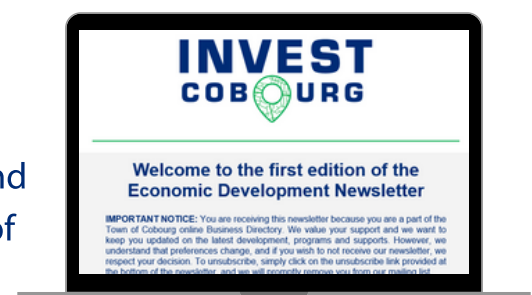 INVEST
COBOURG
nd
of
Welcome to the first edition of the
Economic Development Newsletter
IMPORTANT NOTICE: You are receiving this newsletter because you are a part of the
Town of Cobourg online Business Directory. We value your support and we want to
keep you updated on the latest development, programs and supports. However, we
understand that preferences change, and if you wish to not receive our newsletter, we
respect your decision. To unsubscribe, simply click on the unsubscribe link provided at
the bottom of the newsletter, and we will promptly remove you from our mailing list